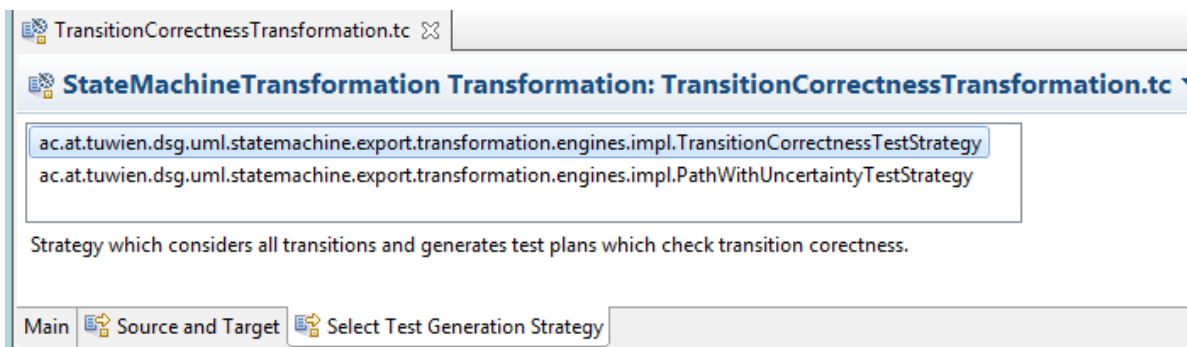 TransitionCorrectnessTransformation.tc
StateMachineTransformation Transformation: TransitionCorrectnessTransformation.tc
ac.at.tuwien.dsg.uml.statemachine.export.transformation.engines.impl.TransitionCorrectnessTestStrategy
ac.at.tuwien.dsg.uml.statemachine.export.transformation.engines.impl.PathWithUncertaintyTestStrategy
Strategy which considers all transitions and generates test plans which check transition corectness.
Main Source and Target Select Test Generation Strategy